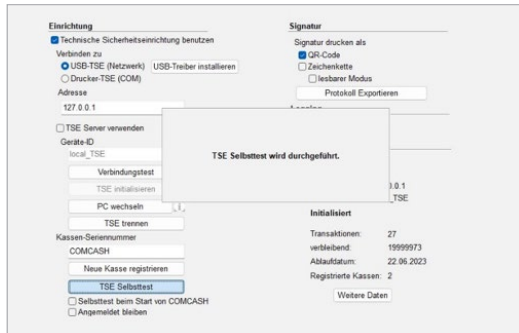 Einrichtung
Technische Sicherheitseinrichtung benutzen
Verbinden zu
USB-TSE (Netzwerk)
USB-Treiber installieren
Drucker-TSE (COM)
Adresse
127.0.0.1
TSE Server verwenden
Geräte-ID
local_TSE
Verbindungstest
TSE initialisieren
PC wechseln
i
TSE trennen
Kassen-Seriennummer
COMCASH
Neue Kasse registrieren
TSE Selbsttest
Selbsttest beim Start von COMCASH
Angemeldet bleiben
Signatur
Signatur drucken als
QR-Code
Zeichenkette
lesbarer Modus
Protokoll Exportieren
TSE Selbsttest wird durchgeführt.
0.0.1
_TSE
Initialisiert
Transaktionen: 27
verbleibend: 19999973
Ablaufdatum: 22.06.2023
Registrierte Kassen: 2
Weitere Daten